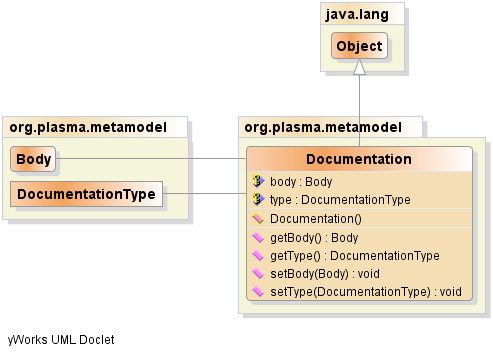 java.lang
Object
org.plasma.metamodel
Body
DocumentationType
org.plasma.metamodel
Documentation
body : Body
type : DocumentationType
Documentation()
getBody() : Body
getType() : DocumentationType
setBody(Body) : void
setType(DocumentationType) : void
yWorks UML Doclet